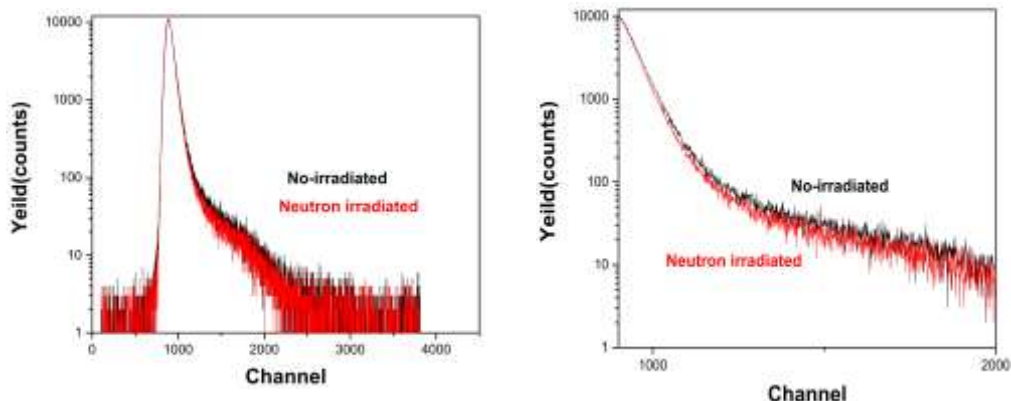 10000
1000
100
10
1
Yeild(counts)
No-irradiated
Neutron irradiated
0 1000 2000 3000 4000
Channel
10000
1000
100
10
1
Yeild(counts)
No-irradiated
Neutron irradiated
1000 2000
Channel